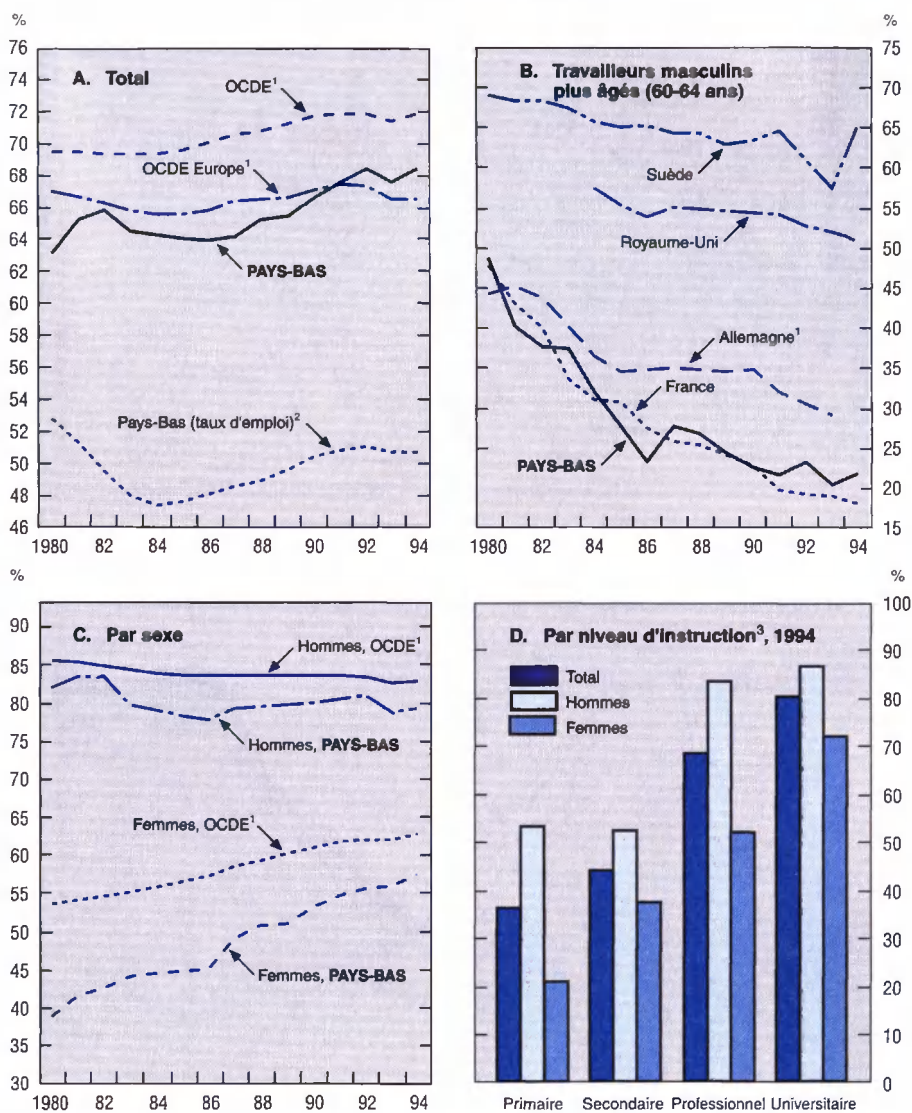 %
76
74
72
70
68
66
64
62
60
58
56
54
52
50
48
46
A. Total
OCDE¹
OCDE Europe¹
PAYS-BAS
Pays-Bas (taux d'emploi)²
1980 82 84 86 88 90 92 94
%
75
70
65
60
55
50
45
40
35
30
25
20
15
B. Travailleurs masculins
plus âgés (60-64 ans)
Suède
Royaume-Uni
Allemagne¹
France
PAYS-BAS
1980 82 84 86 88 90 92 94
%
90
85
80
75
70
65
60
55
50
45
40
35
30
C. Par sexe
Hommes, OCDE¹
Hommes, PAYS-BAS
Femmes, OCDE¹
Femmes, PAYS-BAS
1980 82 84 86 88 90 92 94
%
100
90
80
70
60
50
40
30
20
10
0
D. Par niveau d'instruction³, 1994
Total
Hommes
Femmes
Primaire Secondaire Professionnel Universitaire